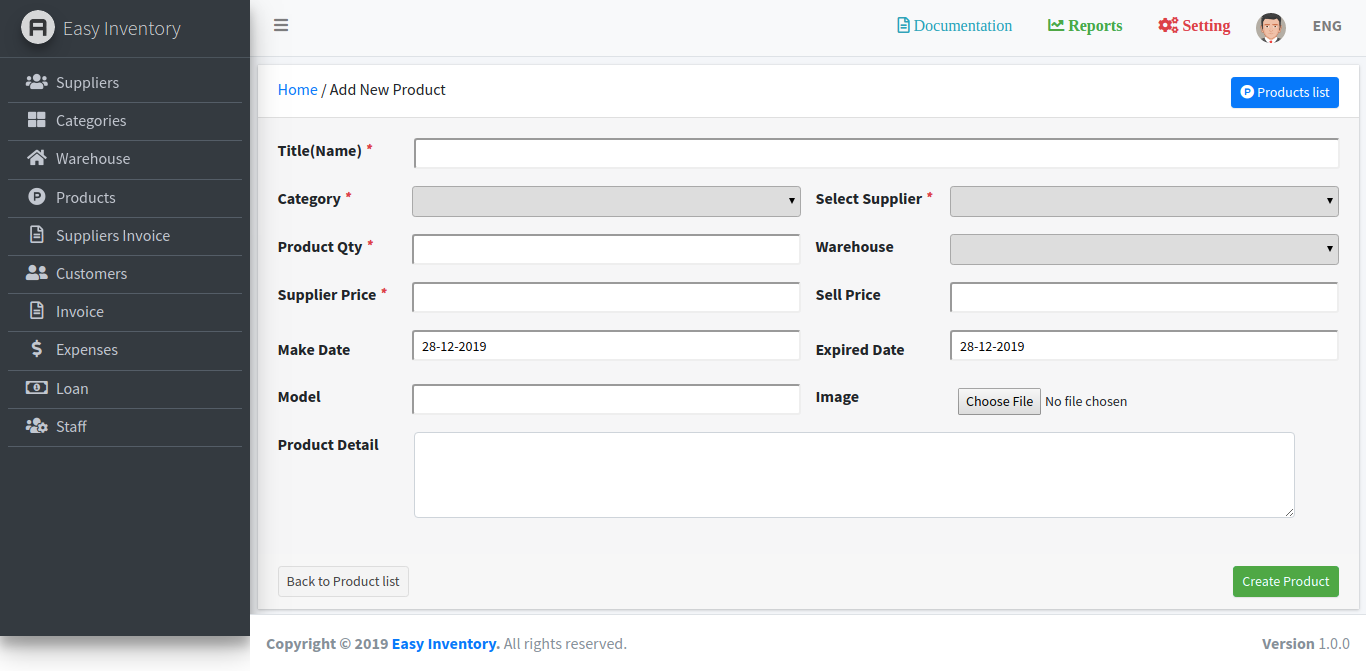 Easy Inventory
Documentation Reports Setting ENG
Suppliers
Categories
Warehouse
Products
Suppliers Invoice
Customers
Invoice
Expenses
Loan
Staff
Home / Add New Product
Products list
Title(Name) *
Category * Select Supplier *
Product Qty * Warehouse
Supplier Price * Sell Price
Make Date 28-12-2019 Expired Date 28-12-2019
Model Image Choose File No file chosen
Product Detail
Back to Product list Create Product
Copyright © 2019 Easy Inventory. All rights reserved. Version 1.0.0